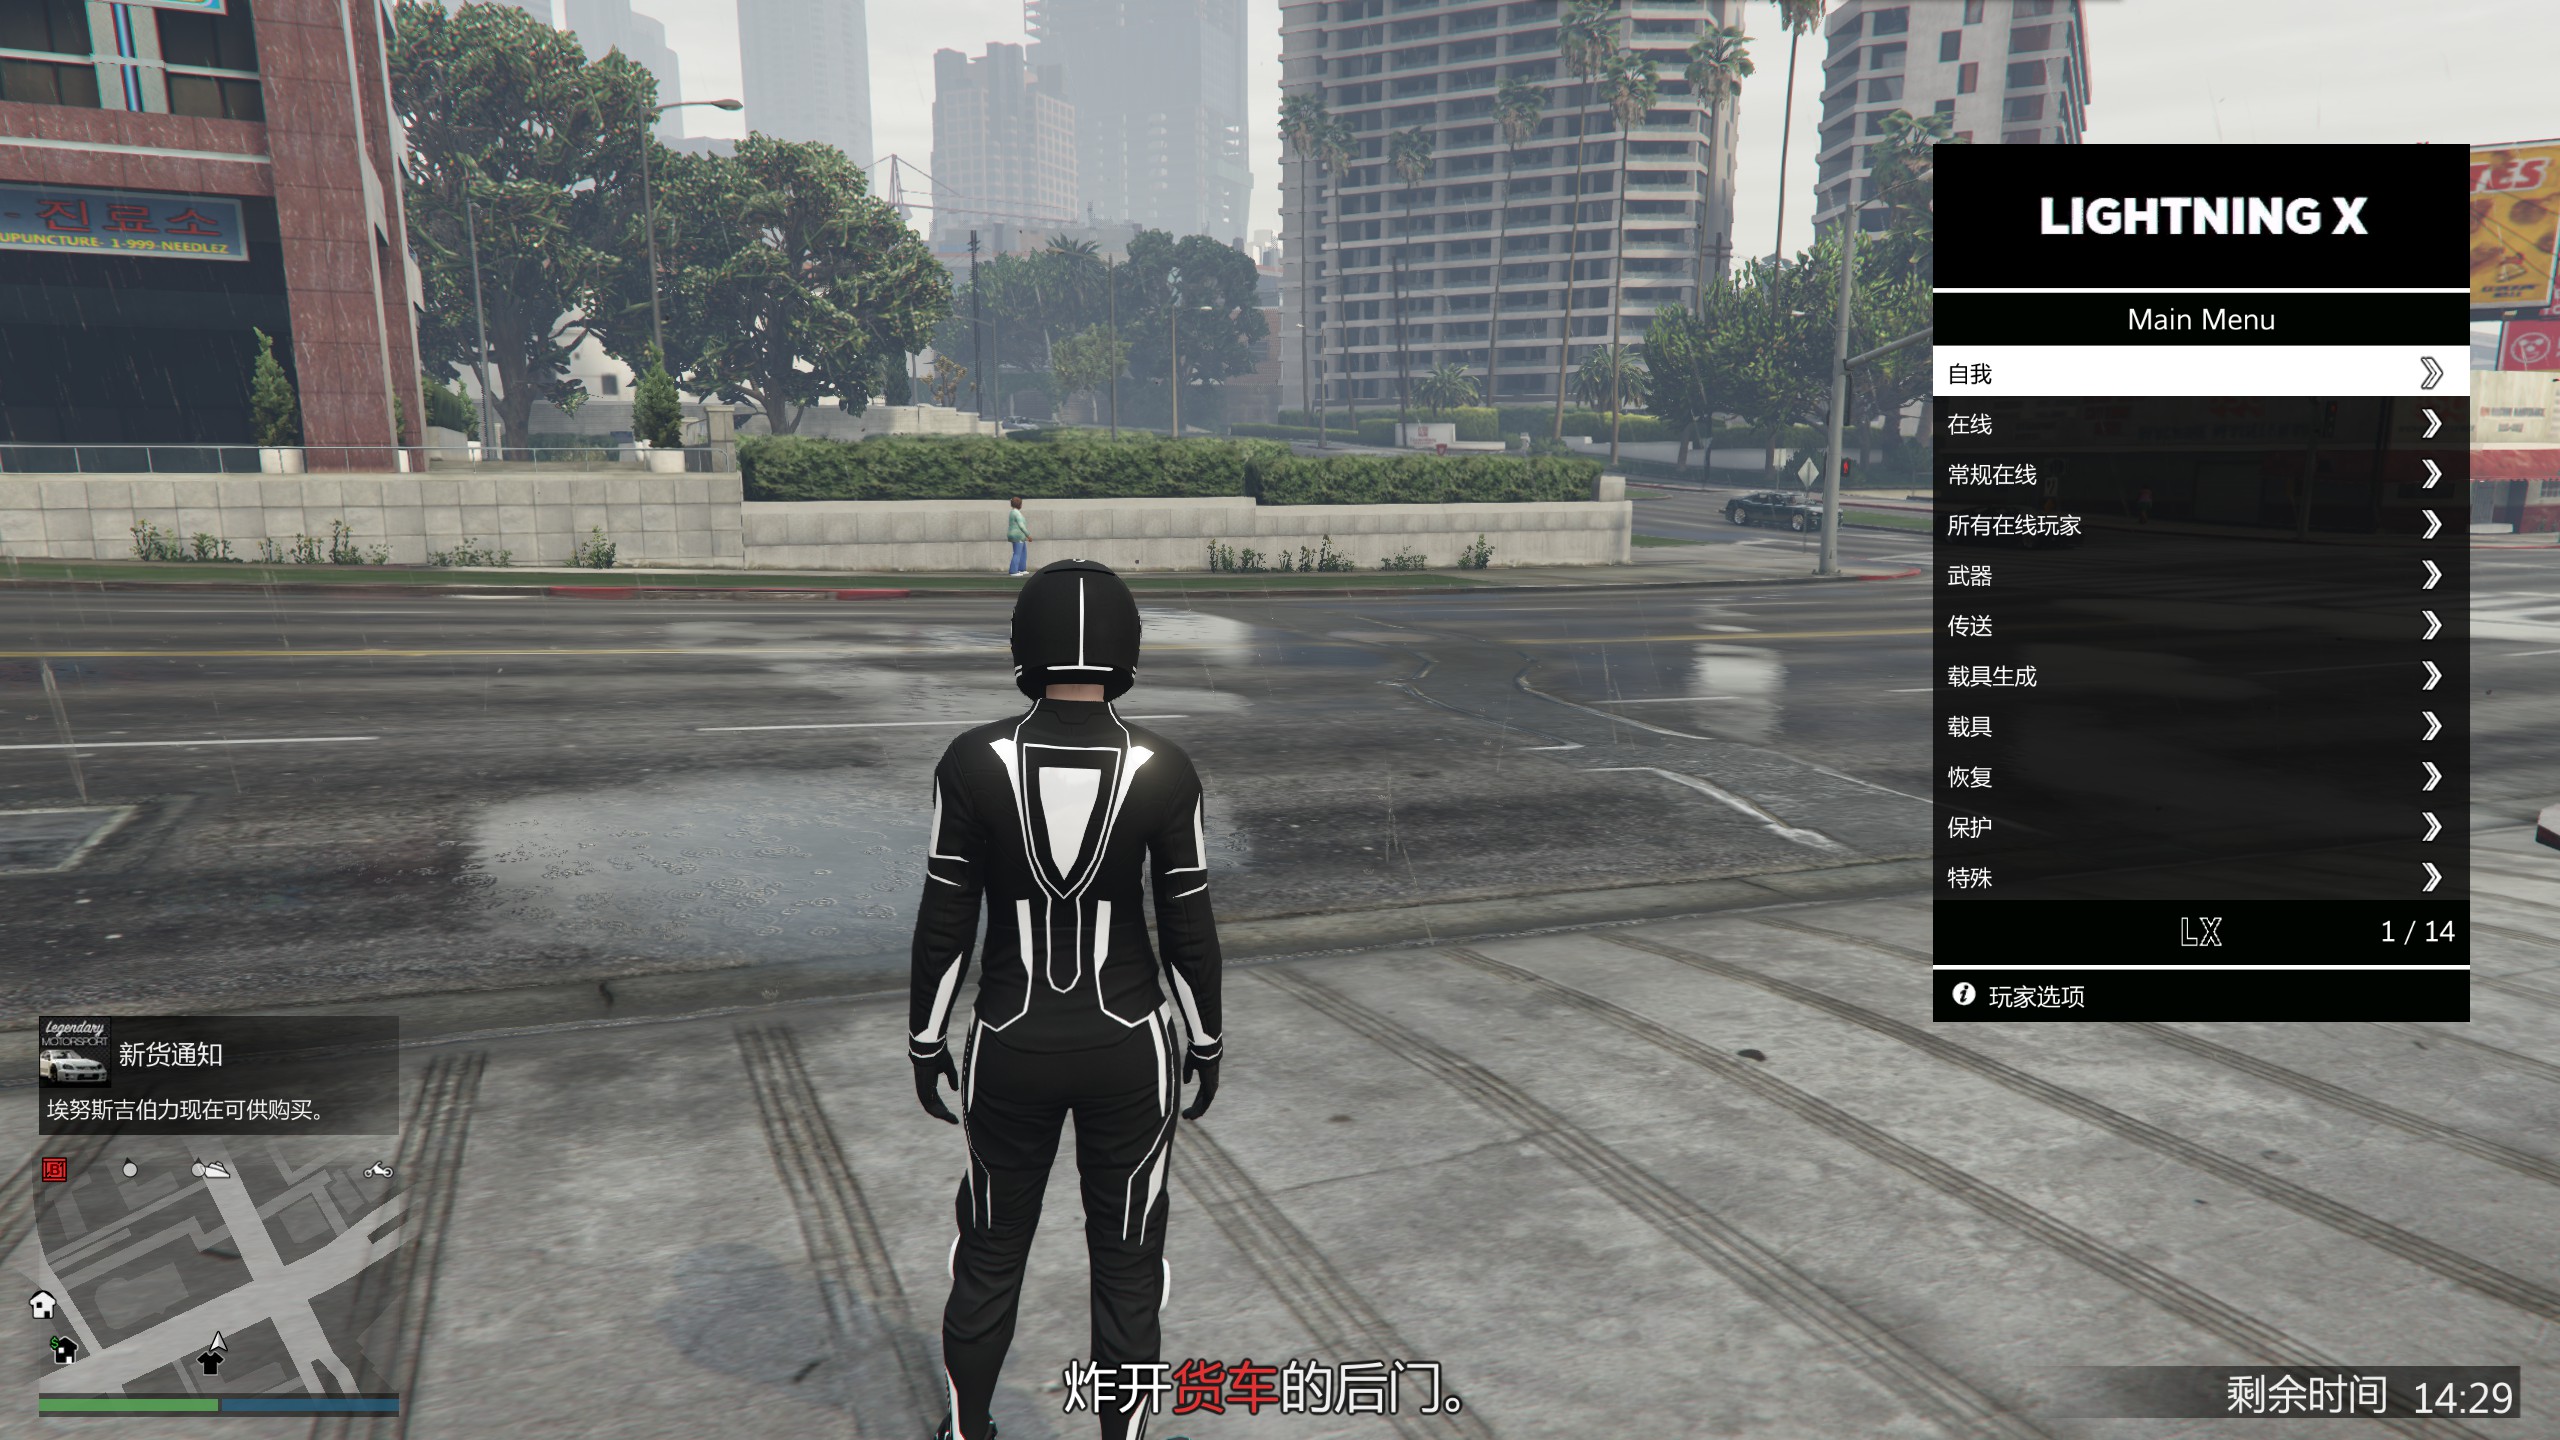 진료소
UPUNCTURE- 1-999-NEEDLEZ
TES
LIGHTNING X
Main Menu
自我
在线
常规在线
所有在线玩家
武器
传送
载具生成
载具
恢复
保护
特殊
LX
1 / 14
玩家选项
Legendary
MOTORSPORT
新货通知
埃努斯吉伯力现在可供购买。
炸开货车的后门。
剩余时间 14:29